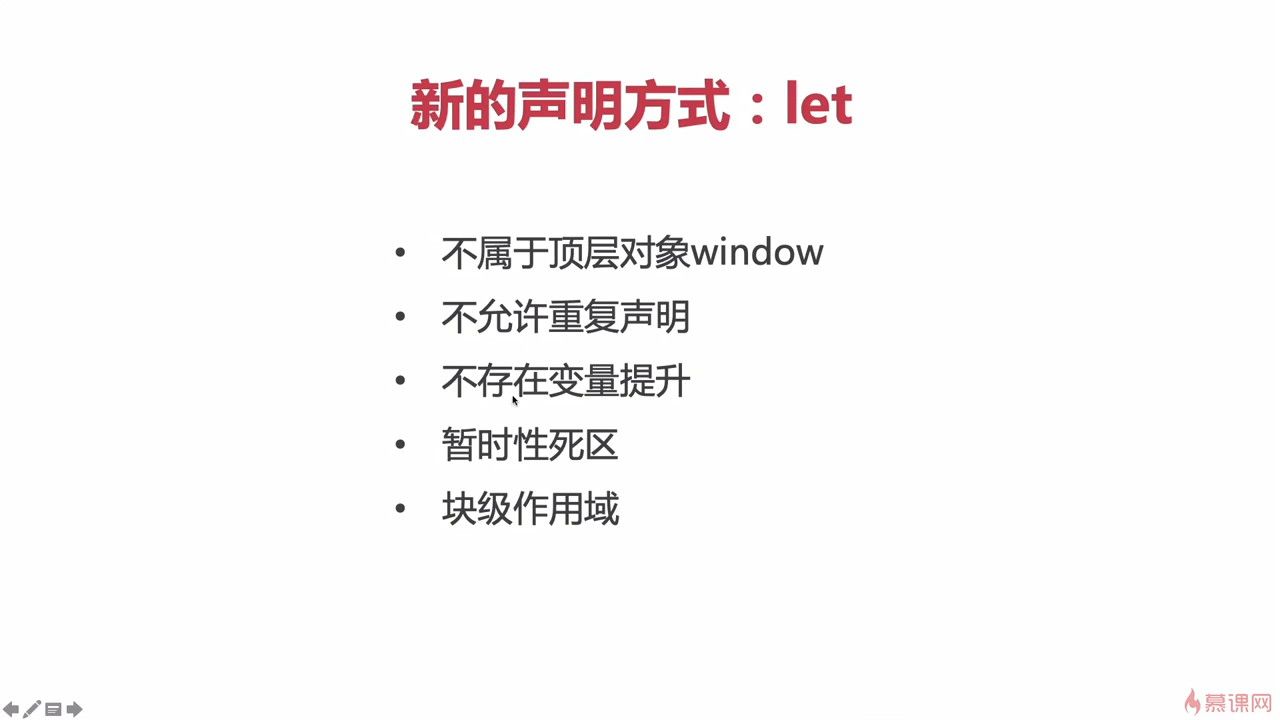 新的声明方式：let
• 不属于顶层对象window
• 不允许重复声明
• 不存在变量提升
• 暂时性死区
• 块级作用域
慕课网